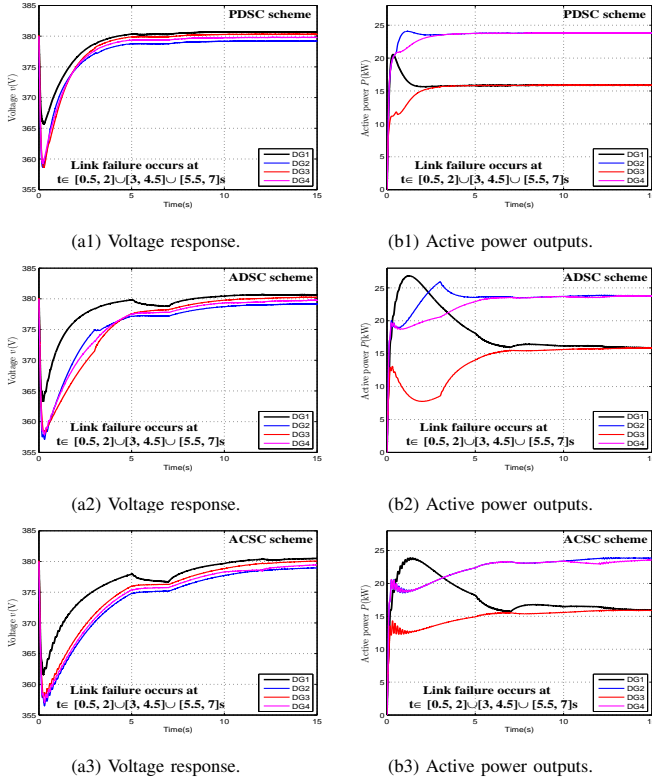 PDSC scheme
385
380
370
360
355
Voltage v(V)
Link failure occurs at
t∈ [0.5, 2]∪[3, 4.5]∪ [5.5, 7]s
DG1
DG2
DG3
DG4
0 5 10 15
Time(s)
(a1) Voltage response.
PDSC scheme
25
20
15
10
5
0
Active power P(kW)
Link failure occurs at
t∈ [0.5, 2]∪[3, 4.5]∪ [5.5, 7]s
DG1
DG2
DG3
DG4
0 5 10 15
Time(s)
(b1) Active power outputs.
ADSC scheme
385
380
375
370
365
360
355
Voltage v(V)
Link failure occurs at
t∈ [0.5, 2]∪[3, 4.5]∪ [5.5, 7]s
DG1
DG2
DG3
DG4
0 5 10 15
Time(s)
(a2) Voltage response.
ADSC scheme
25
20
15
10
5
0
Active power P(kW)
Link failure occurs at
t∈ [0.5, 2]∪[3, 4.5]∪ [5.5, 7]s
DG1
DG2
DG3
DG4
0 5 10 15
Time(s)
(b2) Active power outputs.
ACSC scheme
385
380
370
360
355
Voltage v(V)
Link failure occurs at
t∈ [0.5, 2]∪[3, 4.5]∪ [5.5, 7]s
DG1
DG2
DG3
DG4
0 5 10 15
Time(s)
(a3) Voltage response.
ACSC scheme
25
20
15
10
5
0
Active power P(kW)
Link failure occurs at
t∈ [0.5, 2]∪[3, 4.5]∪ [5.5, 7]s
DG1
DG2
DG3
DG4
0 5 10 15
Time(s)
(b3) Active power outputs.